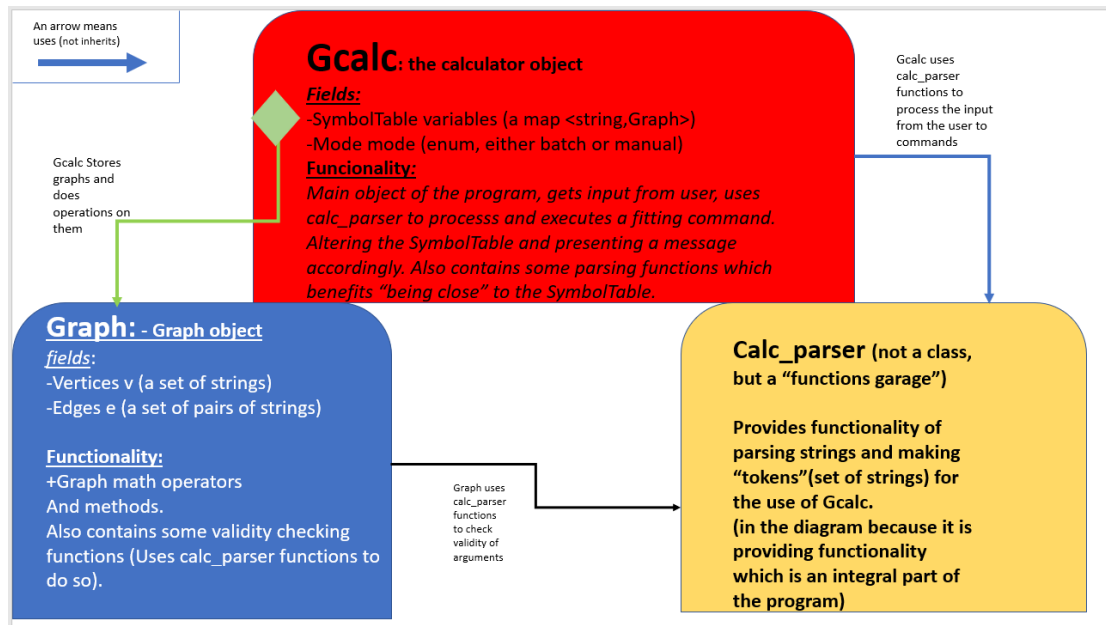 An arrow means
uses (not inherits)
Gcalc: the calculator object
Fields:
-SymbolTable variables (a map <string,Graph>)
-Mode mode (enum, either batch or manual)
Funcionality:
Main object of the program, gets input from user, uses
calc_parser to processs and executes a fitting command.
Altering the SymbolTable and presenting a message
accordingly. Also contains some parsing functions which
benefits “being close” to the SymbolTable.
Gcalc uses
calc_parser
functions to
process the input
from the user to
commands
Gcalc Stores
graphs and
does
operations on
them
Graph: - Graph object
fields:
-Vertices v (a set of strings)
-Edges e (a set of pairs of strings)
Functionality:
+Graph math operators
And methods.
Also contains some validity checking
functions (Uses calc_parser functions to
do so).
Graph uses
calc_parser
functions
to check
validity of
arguments
Calc_parser (not a class,
but a “functions garage”)
Provides functionality of
parsing strings and making
“tokens”(set of strings) for
the use of Gcalc.
(in the diagram because it is
providing functionality
which is an integral part of
the program)